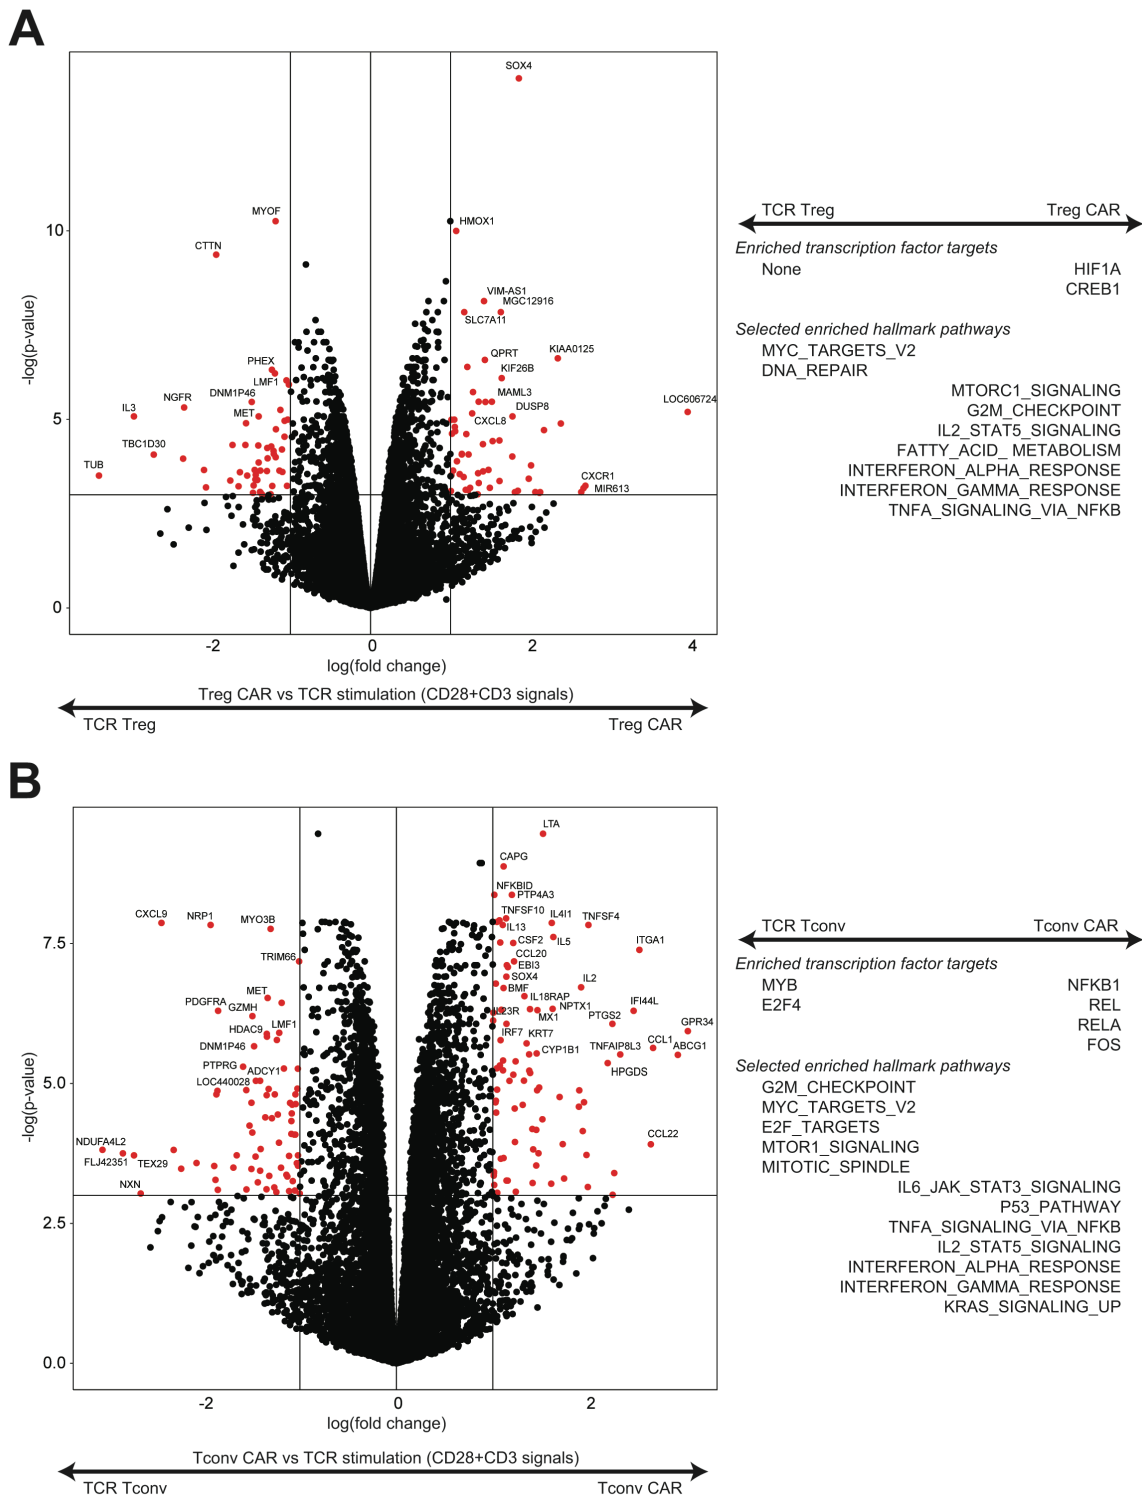 A
SOX4
MYOF
HMOX1
CTTN
VIM-AS1
MGC12916
SLC7A11
QPRT
KIAA0125
PHEX
KIF26B
LMF1
DNM1P46
MAML3
NGFR
LOC606724
IL3
MET
DUSP8
CXCL8
TBC1D30
TUB
CXCR1
MIR613
10
5
0
-log(p-value)
-2
0
2
4
log(fold change)
Treg CAR vs TCR stimulation (CD28+CD3 signals)
TCR Treg
Treg CAR
TCR Treg
Treg CAR
Enriched transcription factor targets
None
HIF1A
CREB1
Selected enriched hallmark pathways
MYC_TARGETS_V2
DNA_REPAIR
MTORC1_SIGNALING
G2M_CHECKPOINT
IL2_STAT5_SIGNALING
FATTY_ACID_ METABOLISM
INTERFERON_ALPHA_RESPONSE
INTERFERON_GAMMA_RESPONSE
TNFA_SIGNALING_VIA_NFKB
B
LTA
CAPG
NFKBID
PTP4A3
CXCL9
NRP1
MYO3B
TNFSF10
IL4I1
TNFSF4
IL13
CSF2
IL5
ITGA1
TRIM66
CCL20
EBI3
SOX4
IL2
BMF
MET
IL18RAP
PDGFRA
GZMH
IL23R
MX1
NPTX1
PTGS2
IFI44L
HDAC9
LMF1
IRF7
KRT7
GPR34
DNM1P46
CYP1B1
TNFAIP8L3
CCL1
ABCG1
PTPRG
ADCY1
HPGDS
LOC440028
CCL22
NDUFA4L2
FLJ42351
TEX29
NXN
7.5
5.0
2.5
0.0
-log(p-value)
-2
0
2
log(fold change)
Tconv CAR vs TCR stimulation (CD28+CD3 signals)
TCR Tconv
Tconv CAR
TCR Tconv
Tconv CAR
Enriched transcription factor targets
MYB
NFKB1
E2F4
REL
RELA
FOS
Selected enriched hallmark pathways
G2M_CHECKPOINT
MYC_TARGETS_V2
E2F_TARGETS
MTOR1_SIGNALING
MITOTIC_SPINDLE
IL6_JAK_STAT3_SIGNALING
P53_PATHWAY
TNFA_SIGNALING_VIA_NFKB
IL2_STAT5_SIGNALING
INTERFERON_ALPHA_RESPONSE
INTERFERON_GAMMA_RESPONSE
KRAS_SIGNALING_UP